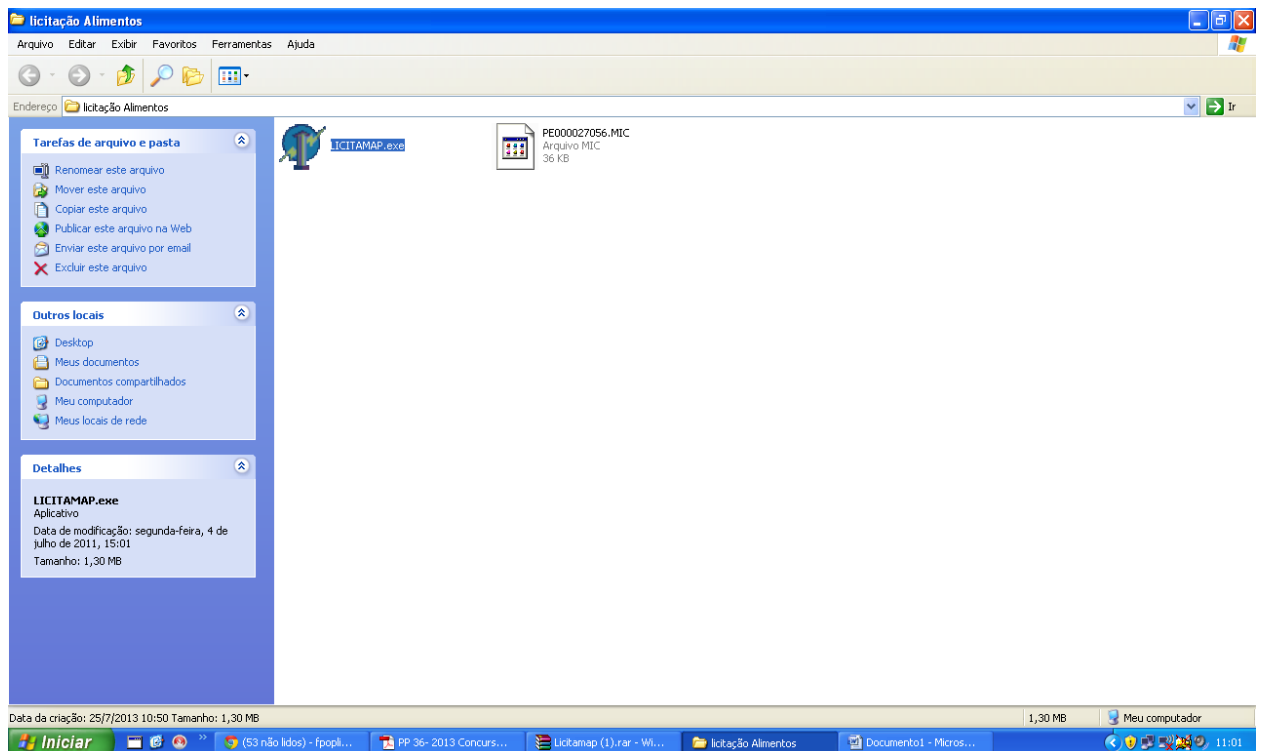 licitação Alimentos
Arquivo Editar Exibir Favoritos Ferramentas Ajuda
Endereço licitação Alimentos Ir
Tarefas de arquivo e pasta
Renomear este arquivo
Mover este arquivo
Copiar este arquivo
Publicar este arquivo na Web
Enviar este arquivo por email
Excluir este arquivo
Outros locais
Desktop
Meus documentos
Documentos compartilhados
Meu computador
Meus locais de rede
Detalhes
LICITAMAP.exe
Aplicativo
Data de modificação: segunda-feira, 4 de
julho de 2011, 15:01
Tamanho: 1,30 MB
LICITAMAP.exe
PE000027056.MIC
Arquivo MIC
36 KB
Data da criação: 25/7/2013 10:50 Tamanho: 1,30 MB 1,30 MB Meu computador
Iniciar (53 não lidos) - fpopli... PP 36- 2013 Concurs... Licitamap (1).rar - Wi... licitação Alimentos Documento1 - Micros... 11:01